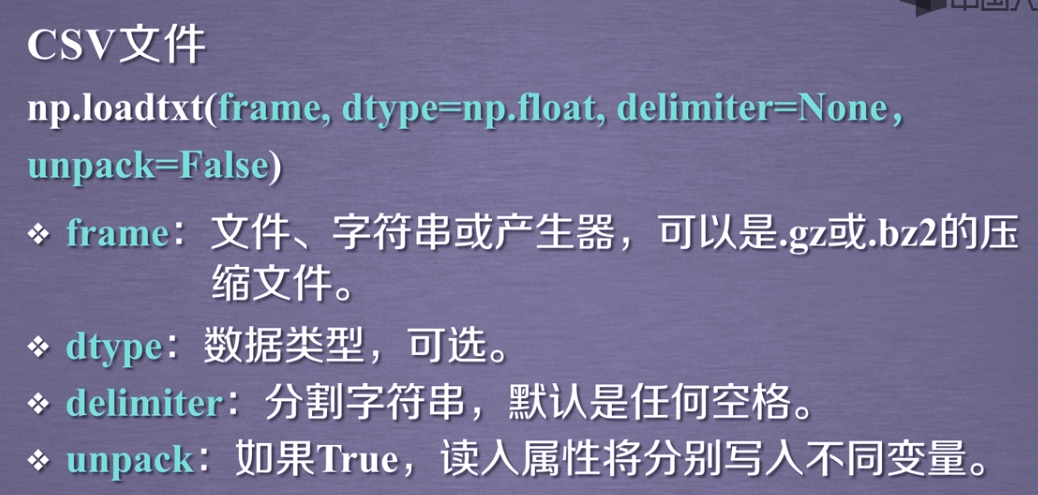 CSV文件
np.loadtxt(frame, dtype=np.float, delimiter=None，
unpack=False)
❖ frame：文件、字符串或产生器，可以是.gz或.bz2的压
缩文件。
❖ dtype：数据类型，可选。
❖ delimiter：分割字符串，默认是任何空格。
❖ unpack：如果True，读入属性将分别写入不同变量。